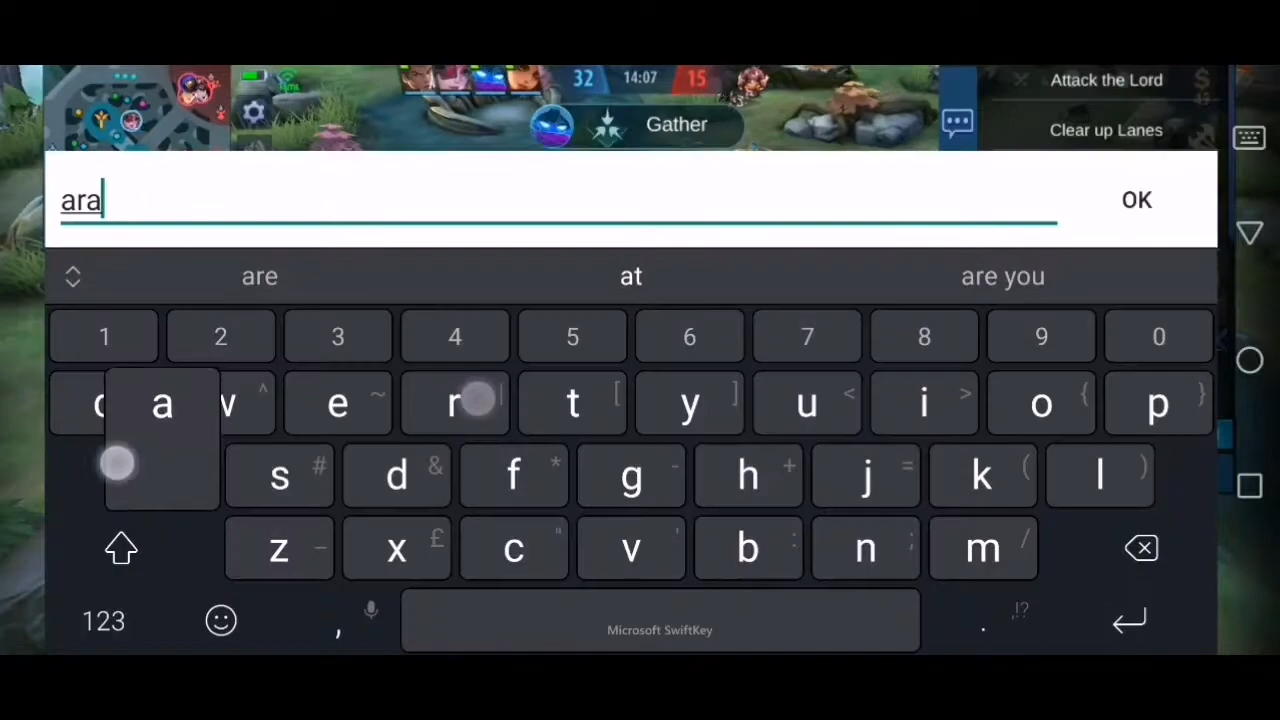 32 14:07 15
Attack the Lord
Gather
Clear up Lanes
ara
OK
are at are you
1 2 3 4 5 6 7 8 9 0
a w ^ e ~ r | t [ y ] u < i > o { p }
s # d & f * g - h + j = k ( l )
z _ x £ c " v ' b : n ; m /
123 , Microsoft SwiftKey . ,!?